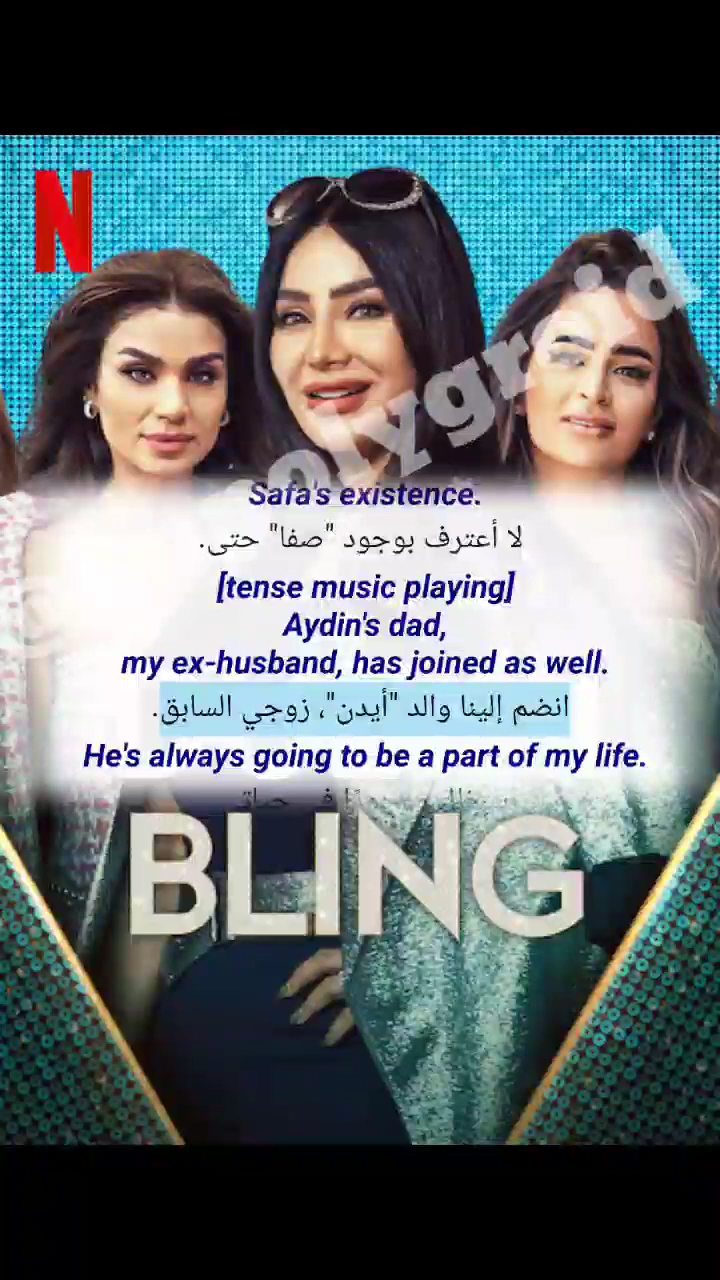 N
polygroid
Safa's existence.
لا أعترف بوجود "صفا" حتى.
[tense music playing]
Aydin's dad,
my ex-husband, has joined as well.
انضم إلينا والد "أيدن"، زوجي السابق.
He's always going to be a part of my life.
BLING